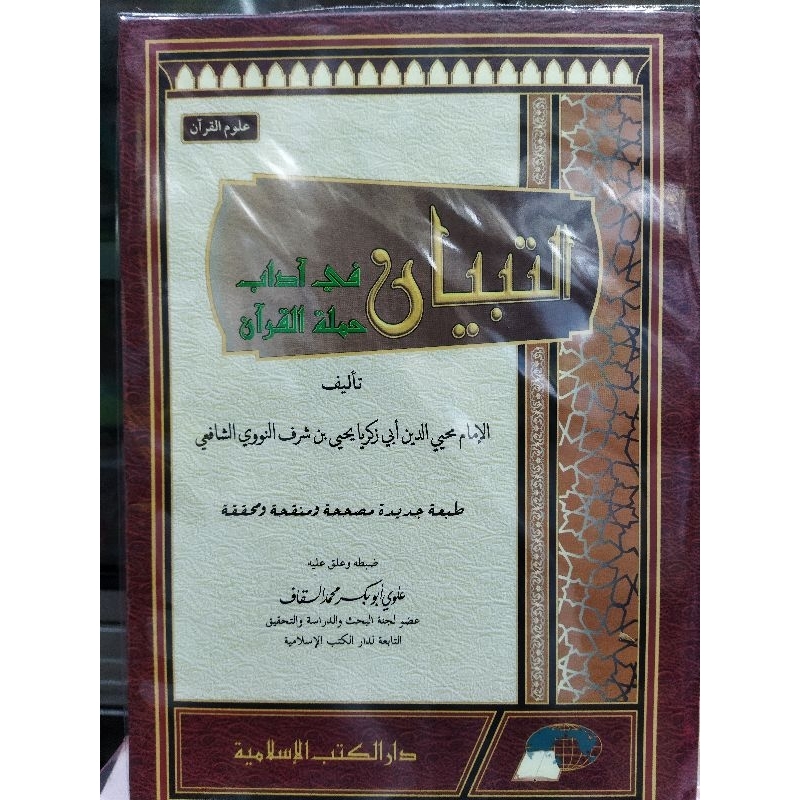 علوم القرآن
التبيان
في آداب
حملة القرآن
تأليف
الإمام محيي الدين أبي زكريا يحيى بن شرف النووي الشافعي
طبعة جديدة مصححة ومنقحة ومحققة
ضبطه وعلق عليه
علوي أبو بكر محمد السقاف
عضو لجنة البحث والدراسة والتحقيق
التابعة لدار الكتب الإسلامية
دار الكتب الإسلامية